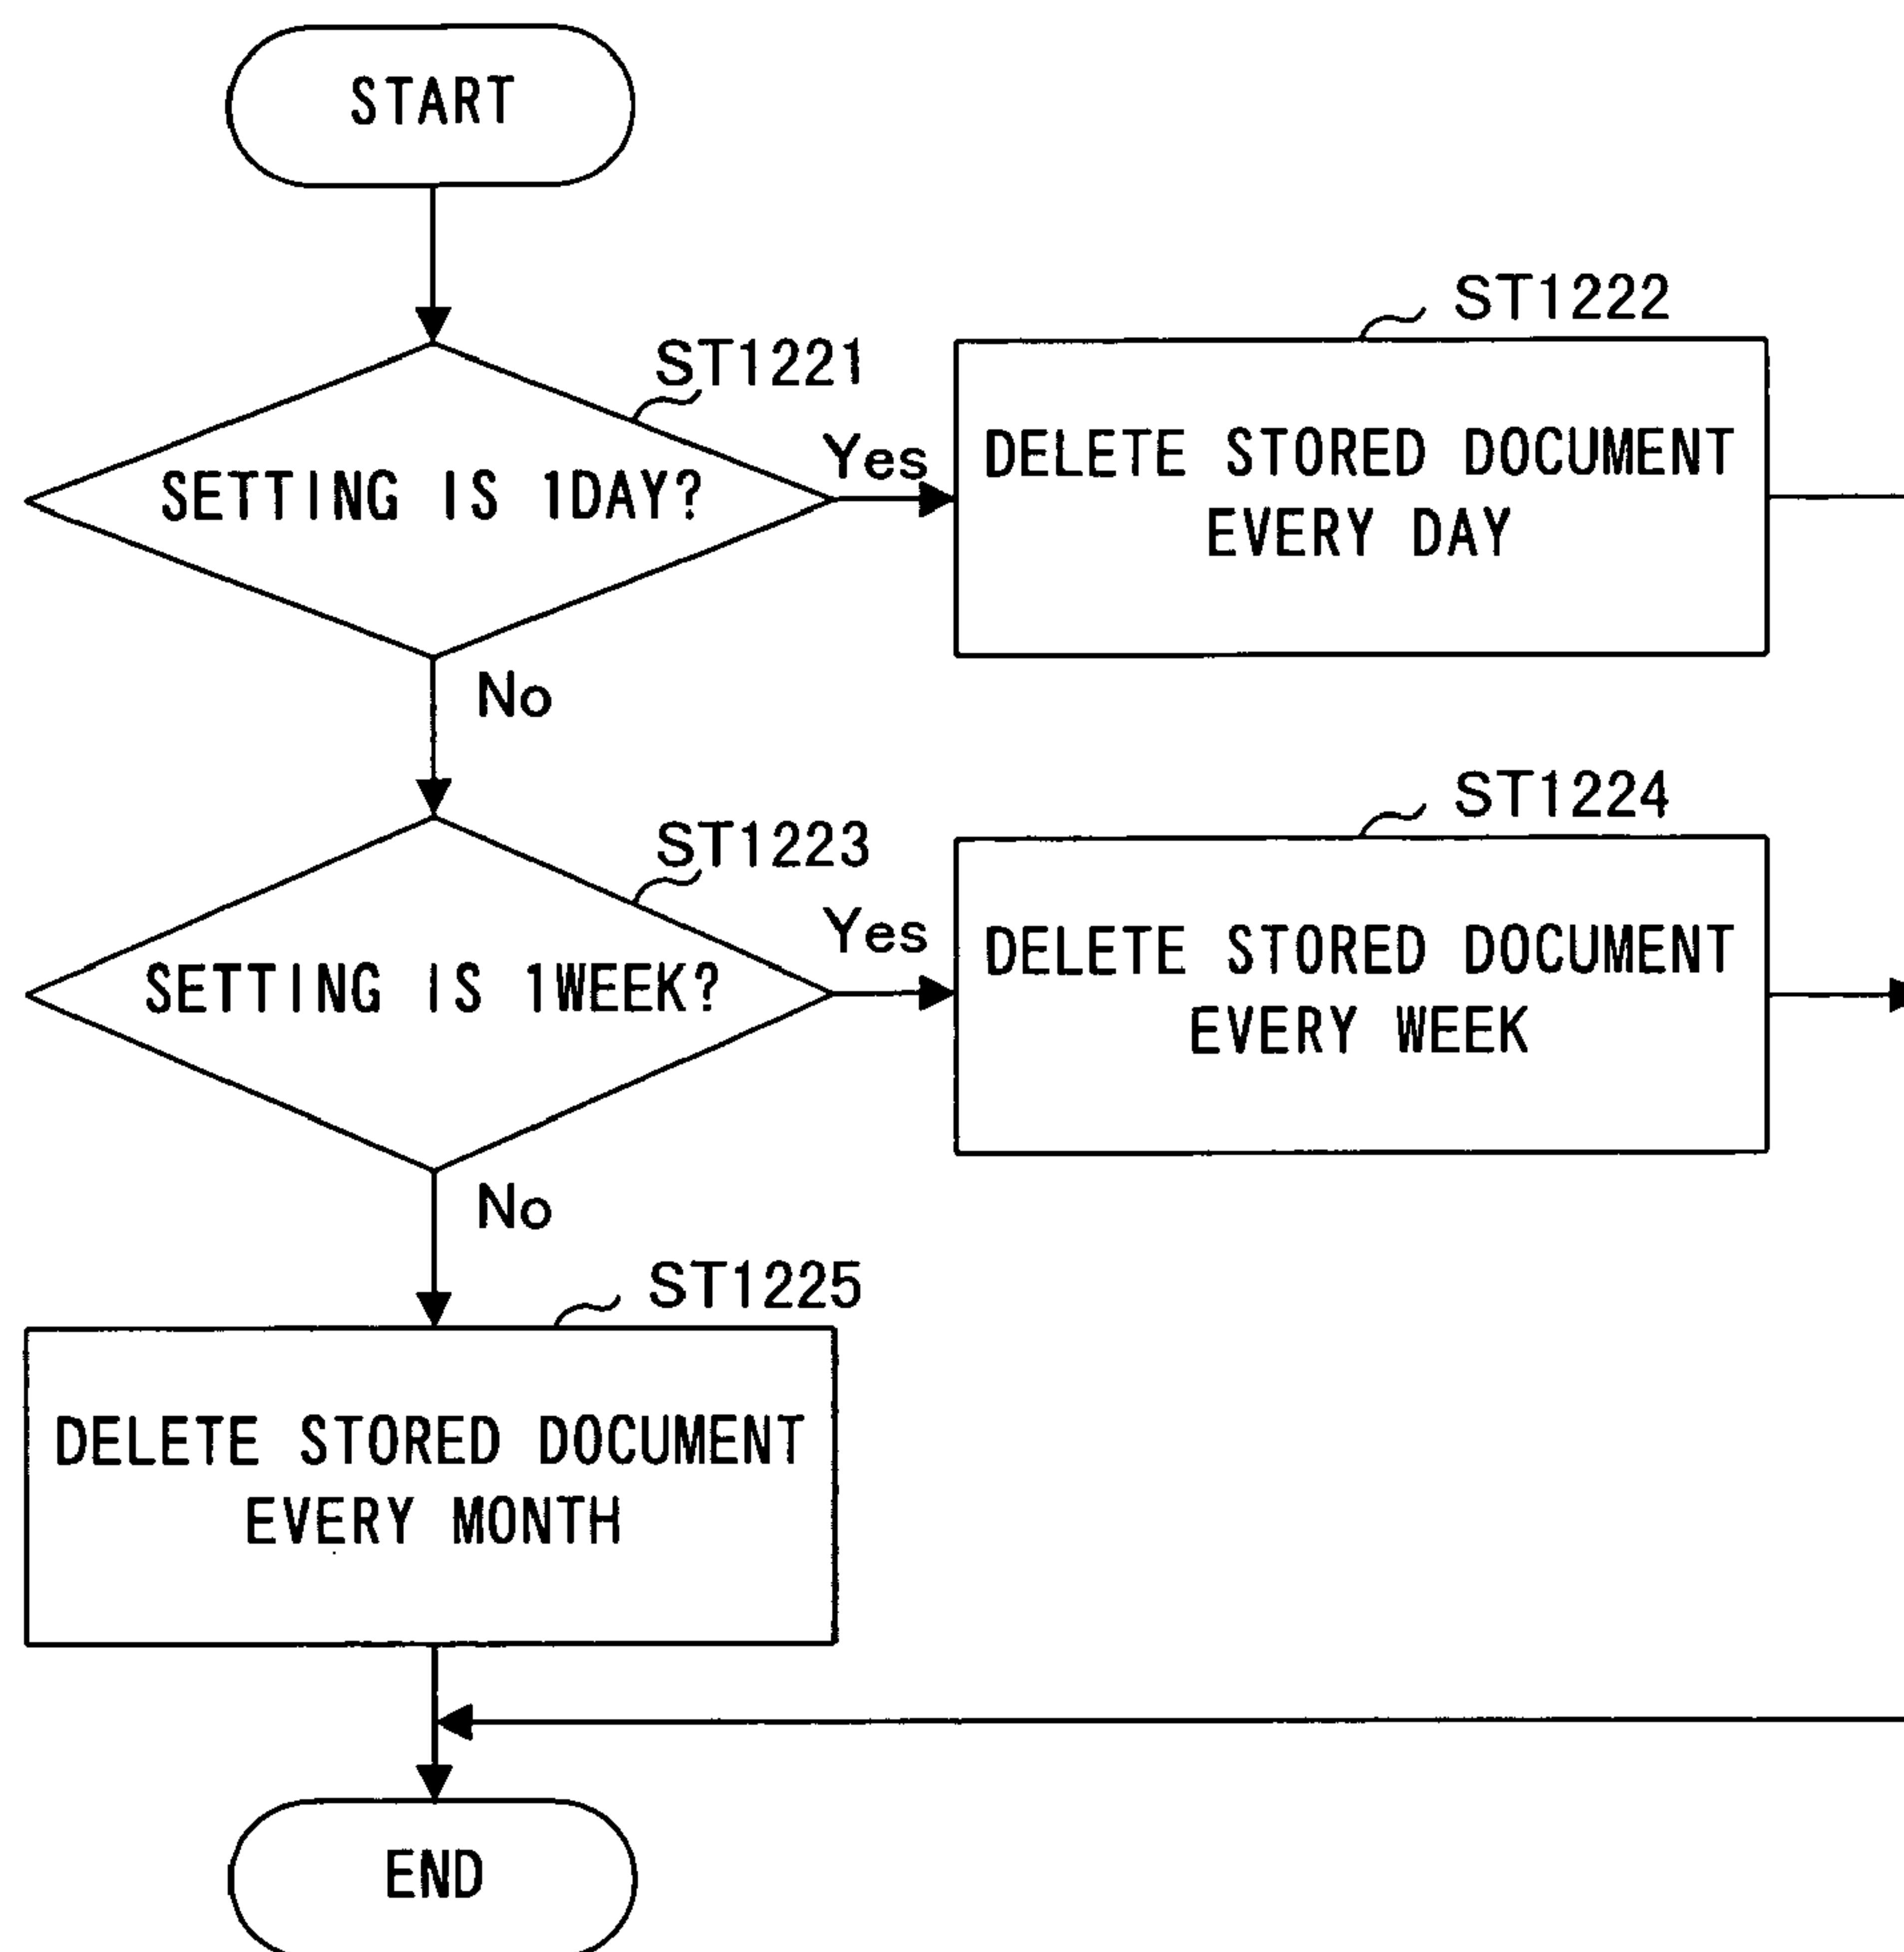 START
ST1221
SETTING IS 1DAY?
Yes
ST1222
DELETE STORED DOCUMENT
EVERY DAY
No
ST1223
SETTING IS 1WEEK?
Yes
ST1224
DELETE STORED DOCUMENT
EVERY WEEK
No
ST1225
DELETE STORED DOCUMENT
EVERY MONTH
END